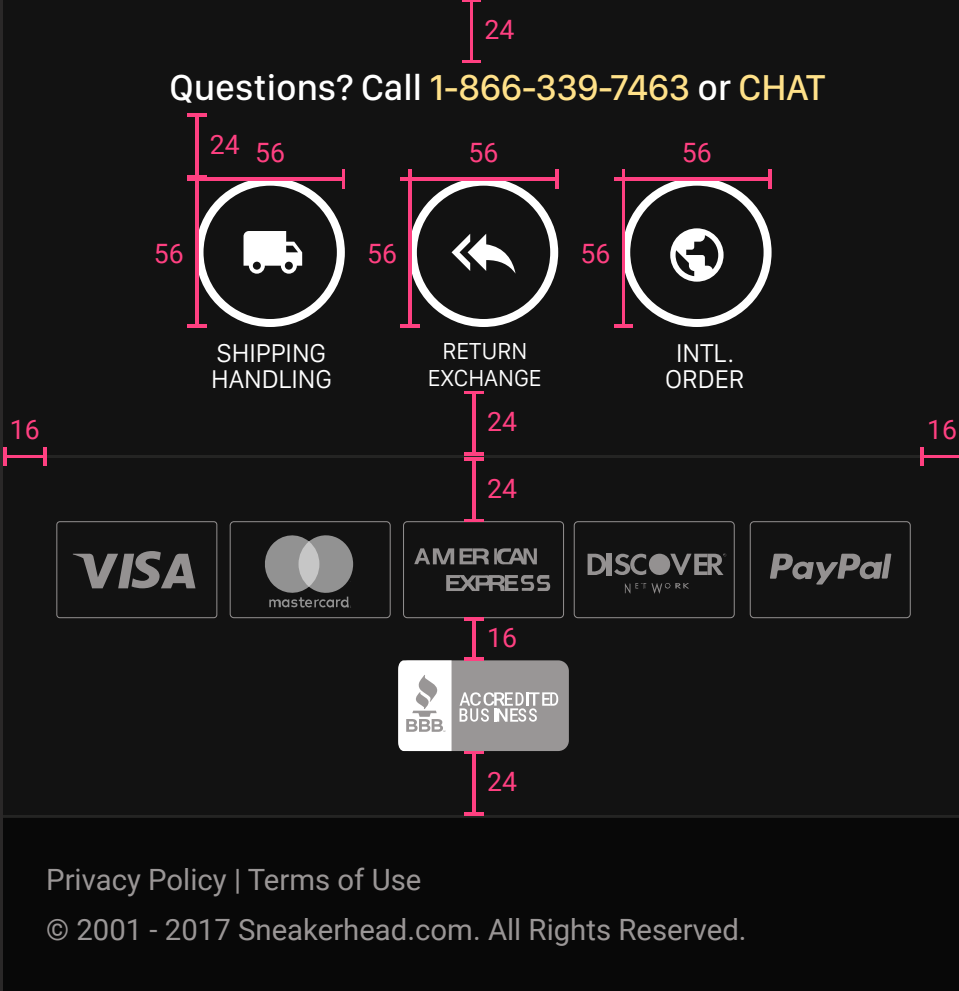 24
Questions? Call 1-866-339-7463 or CHAT
24 56 56 56
56 56 56
SHIPPING
HANDLING
RETURN
EXCHANGE
INTL.
ORDER
24
16 16
24
VISA
mastercard
AMERICAN
EXPRESS
DISCOVER
NETWORK
PayPal
16
BBB
ACCREDITED
BUSINESS
24
Privacy Policy | Terms of Use
© 2001 - 2017 Sneakerhead.com. All Rights Reserved.